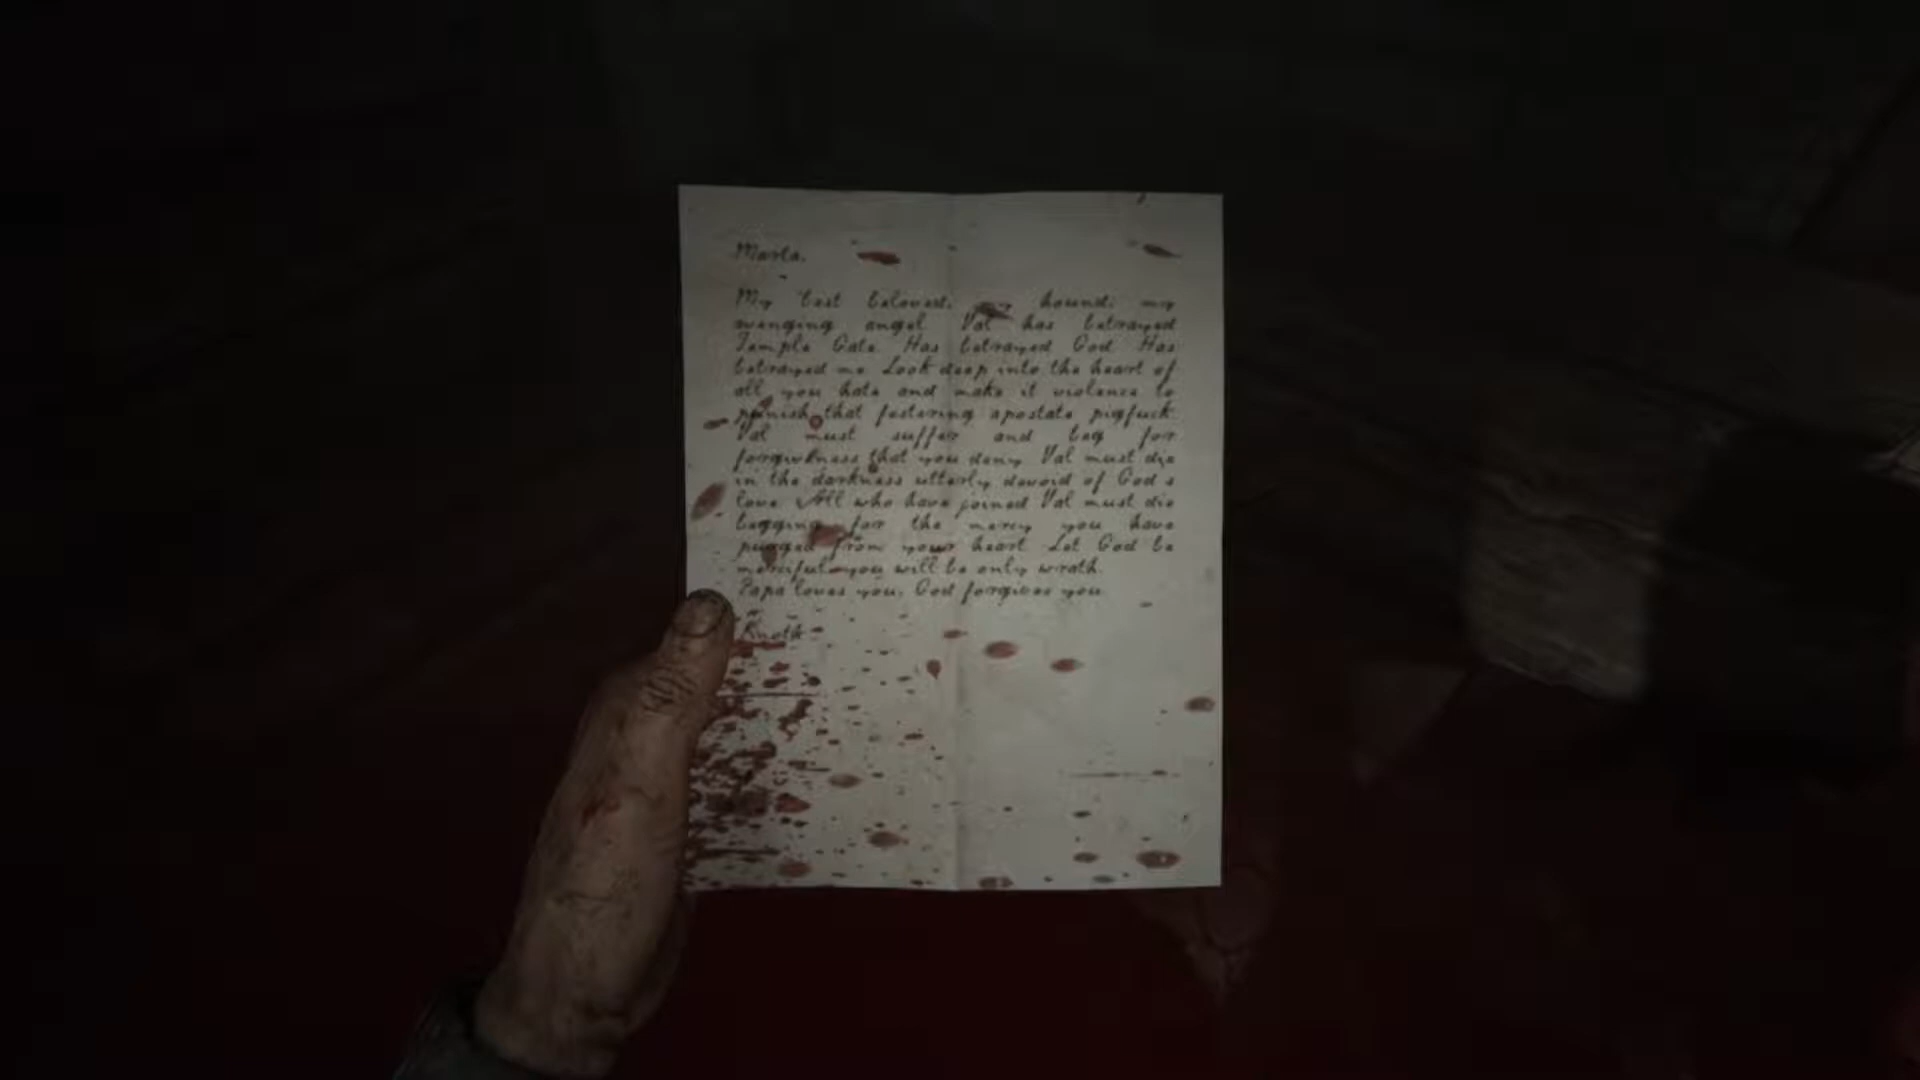 Marta.
My best beloved. hound; my
avenging angel Val has betrayed
Temple Gate Has betrayed God Has
betrayed me Look deep into the heart of
all you hate and make it violence to
punish that festering apostate pigfuck
Val must suffer and beg for
forgiveness that you deny Val must die
in the darkness utterly devoid of God s
love All who have joined Val must die
begging for the mercy you have
purged from your heart Let God be
merciful you will be only wrath.
Papa loves you. God forgives you
Knoth